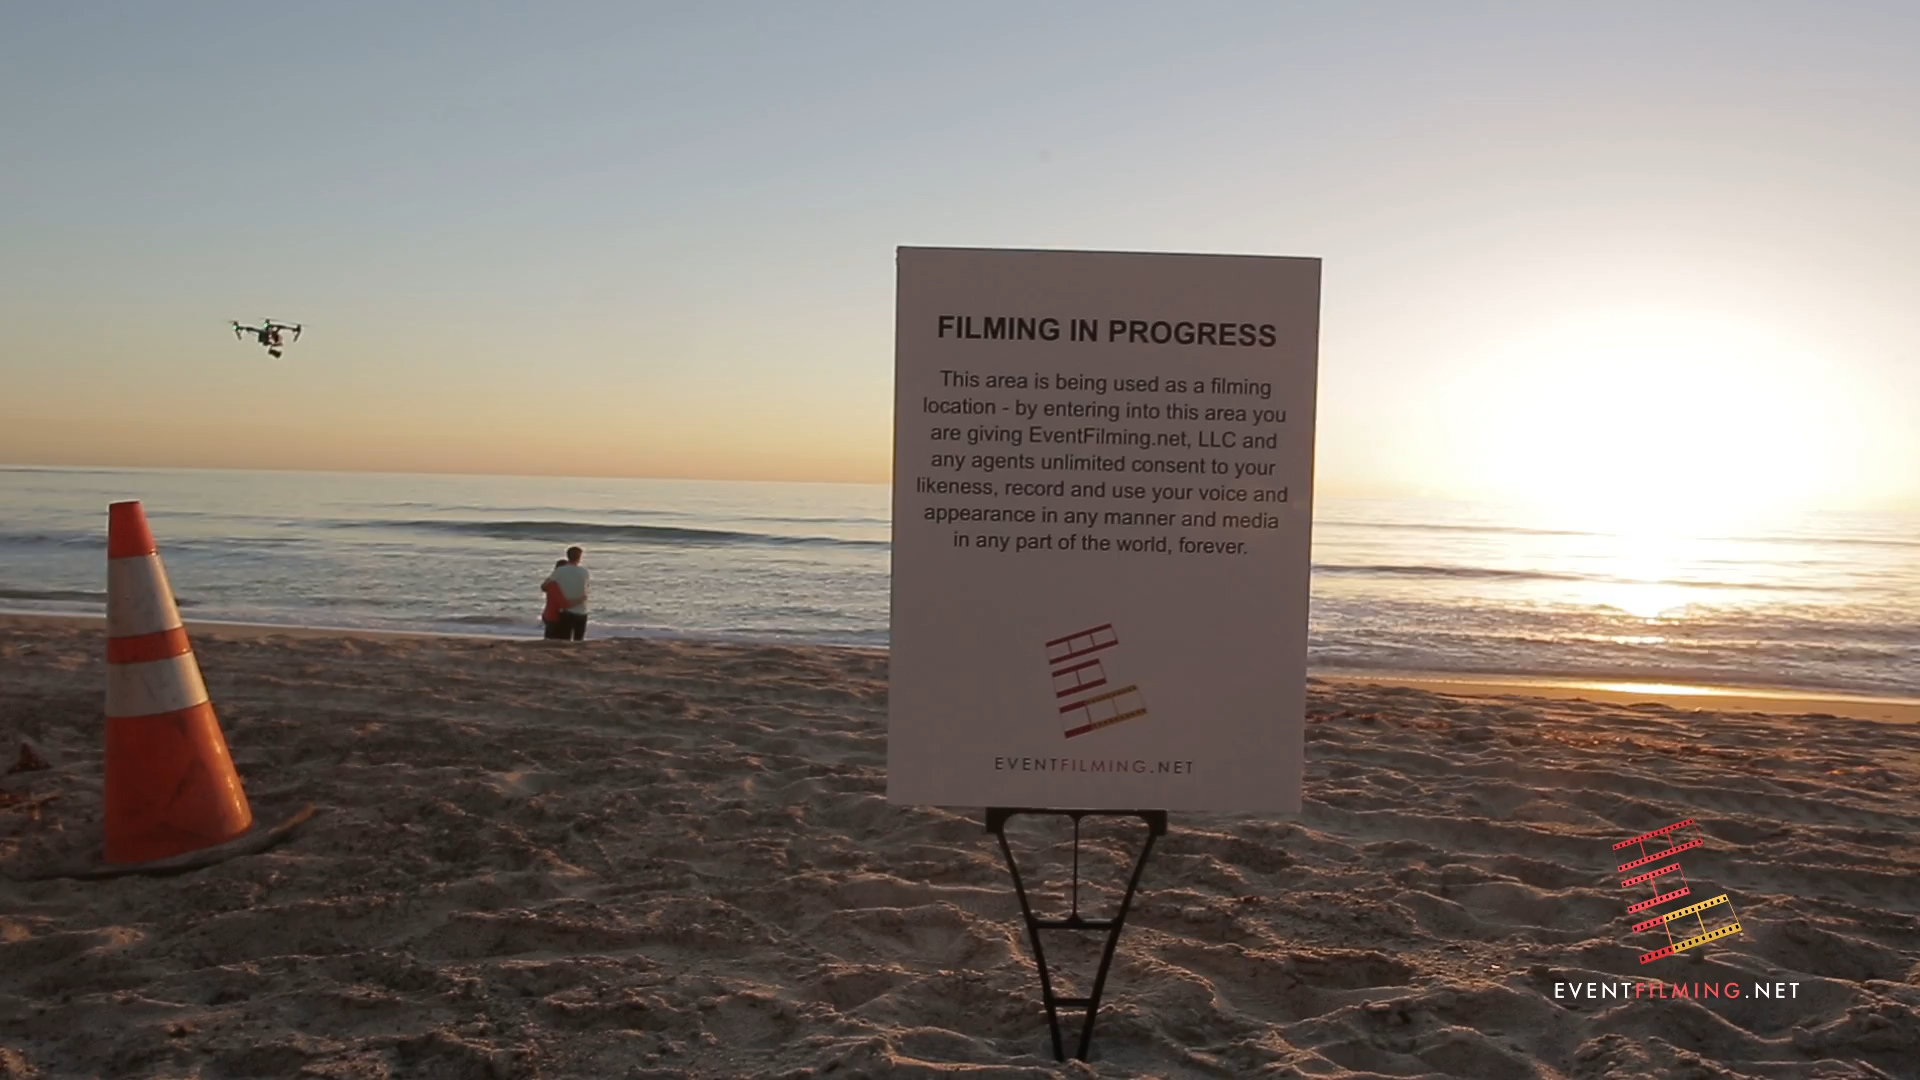 FILMING IN PROGRESS
This area is being used as a filming
location - by entering into this area you
are giving EventFilming.net, LLC and
any agents unlimited consent to your
likeness, record and use your voice and
appearance in any manner and media
in any part of the world, forever.
EVENTFILMING.NET
EVENTFILMING.NET